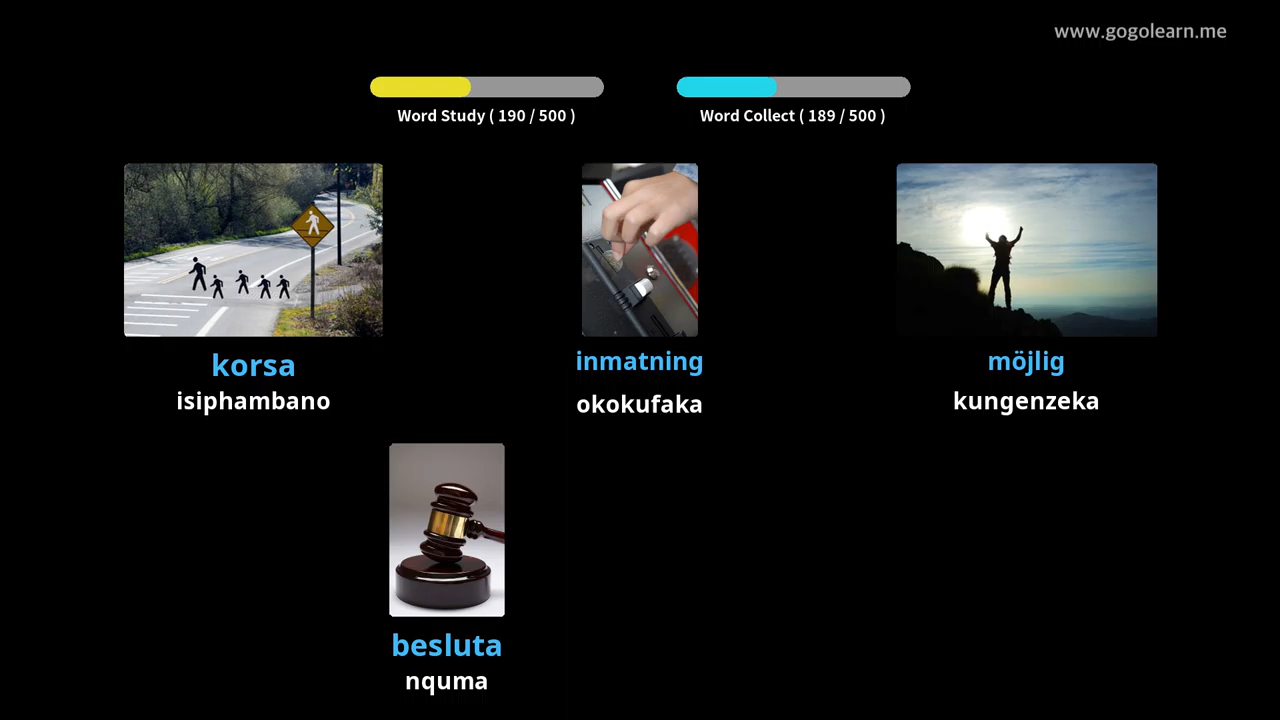 www.gogolearn.me
Word Study ( 190 / 500 )
Word Collect ( 189 / 500 )
korsa
isiphambano
inmatning
okokufaka
möjlig
kungenzeka
besluta
nquma